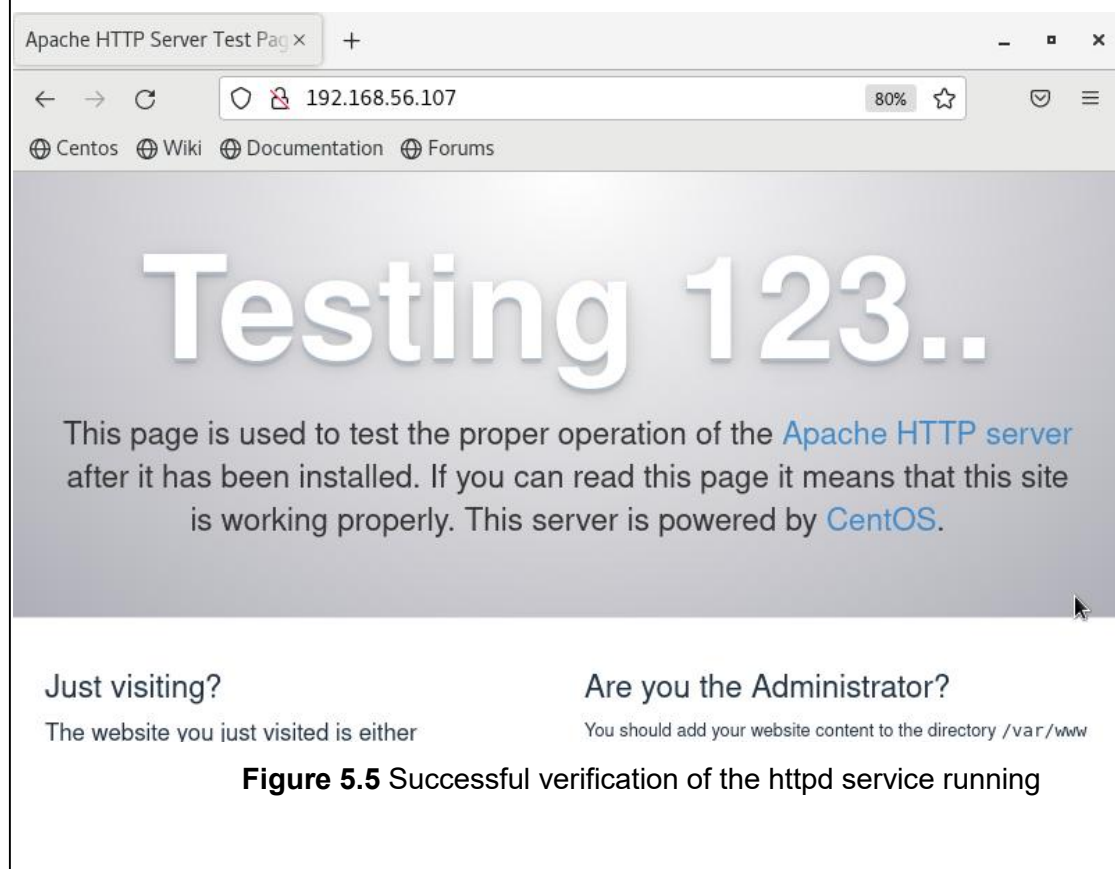 Apache HTTP Server Test Pag
192.168.56.107
80%
Centos Wiki Documentation Forums
Testing 123..
This page is used to test the proper operation of the Apache HTTP server
after it has been installed. If you can read this page it means that this site
is working properly. This server is powered by CentOS.
Just visiting?
The website you just visited is either
Are you the Administrator?
You should add your website content to the directory /var/www
Figure 5.5 Successful verification of the httpd service running